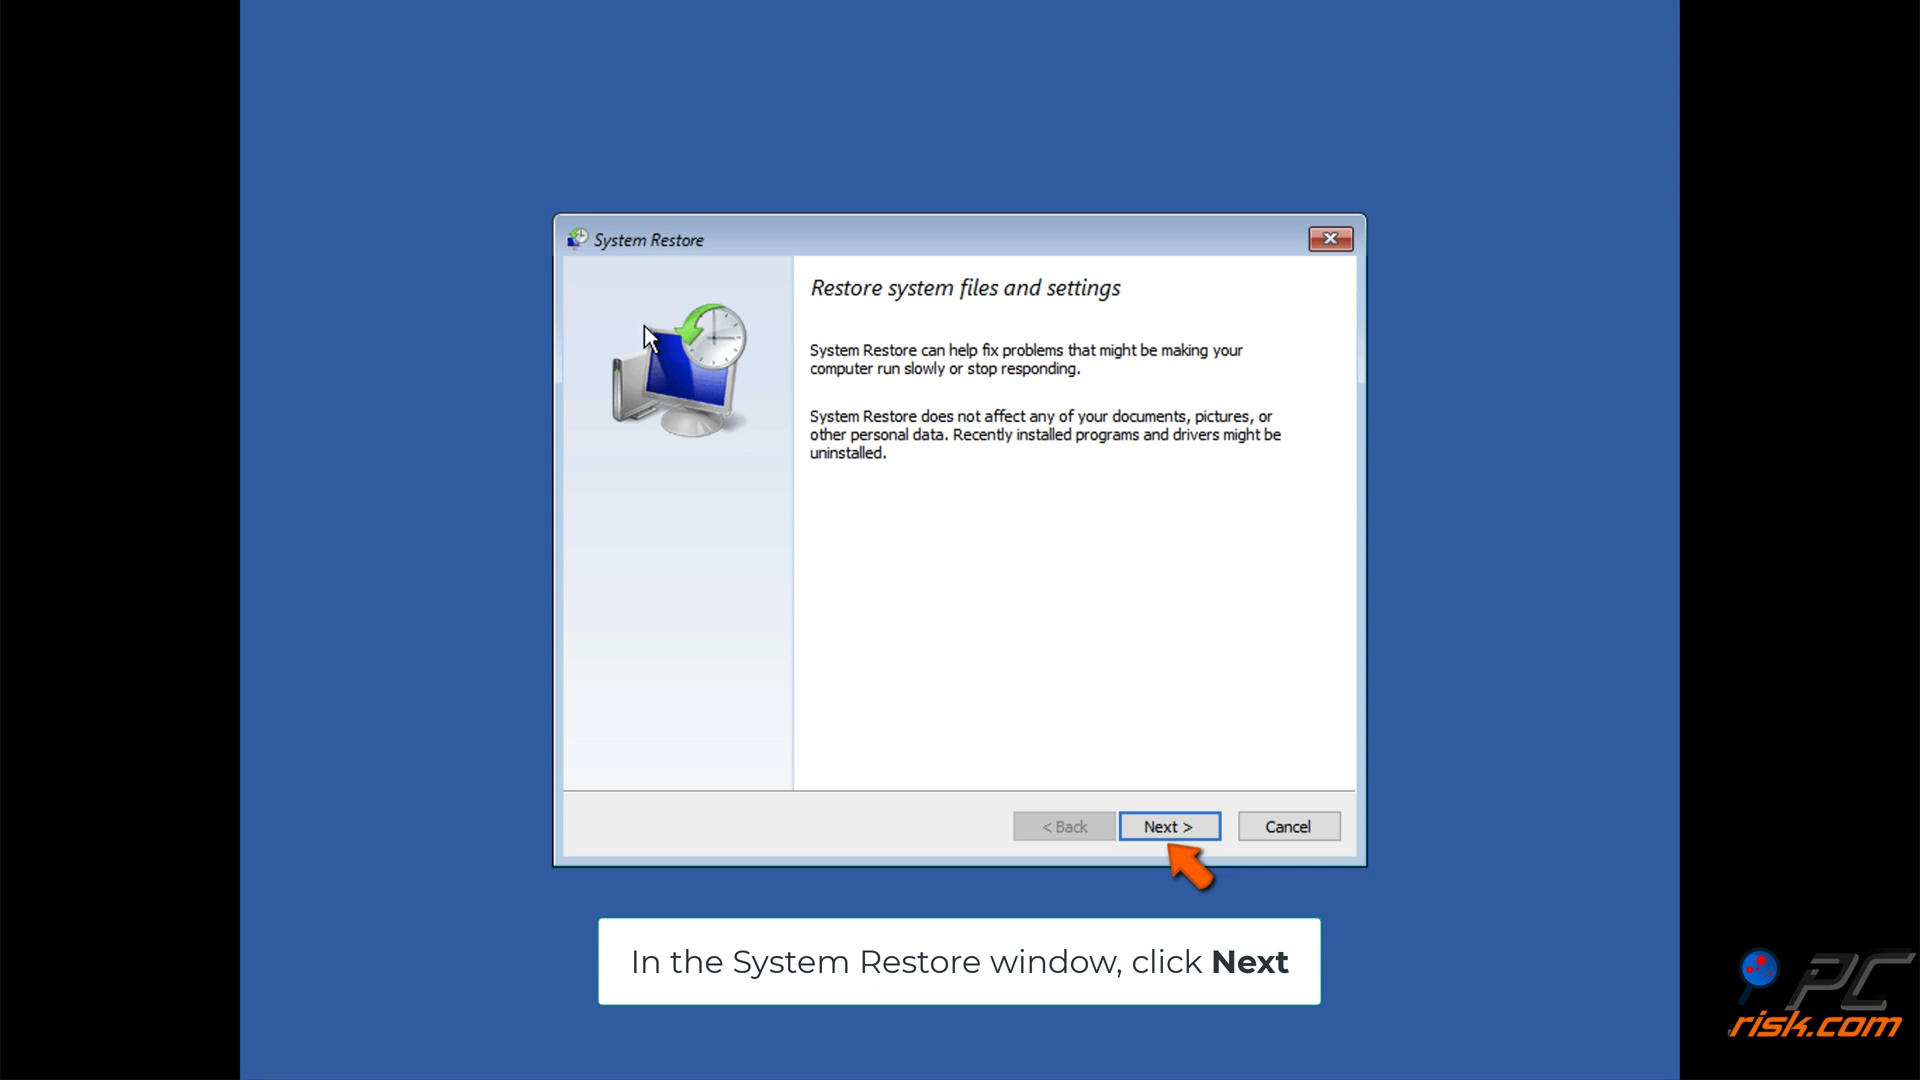 System Restore
Restore system files and settings
System Restore can help fix problems that might be making your
computer run slowly or stop responding.
System Restore does not affect any of your documents, pictures, or
other personal data. Recently installed programs and drivers might be
uninstalled.
< Back
Next >
Cancel
In the System Restore window, click Next
PC
risk.com